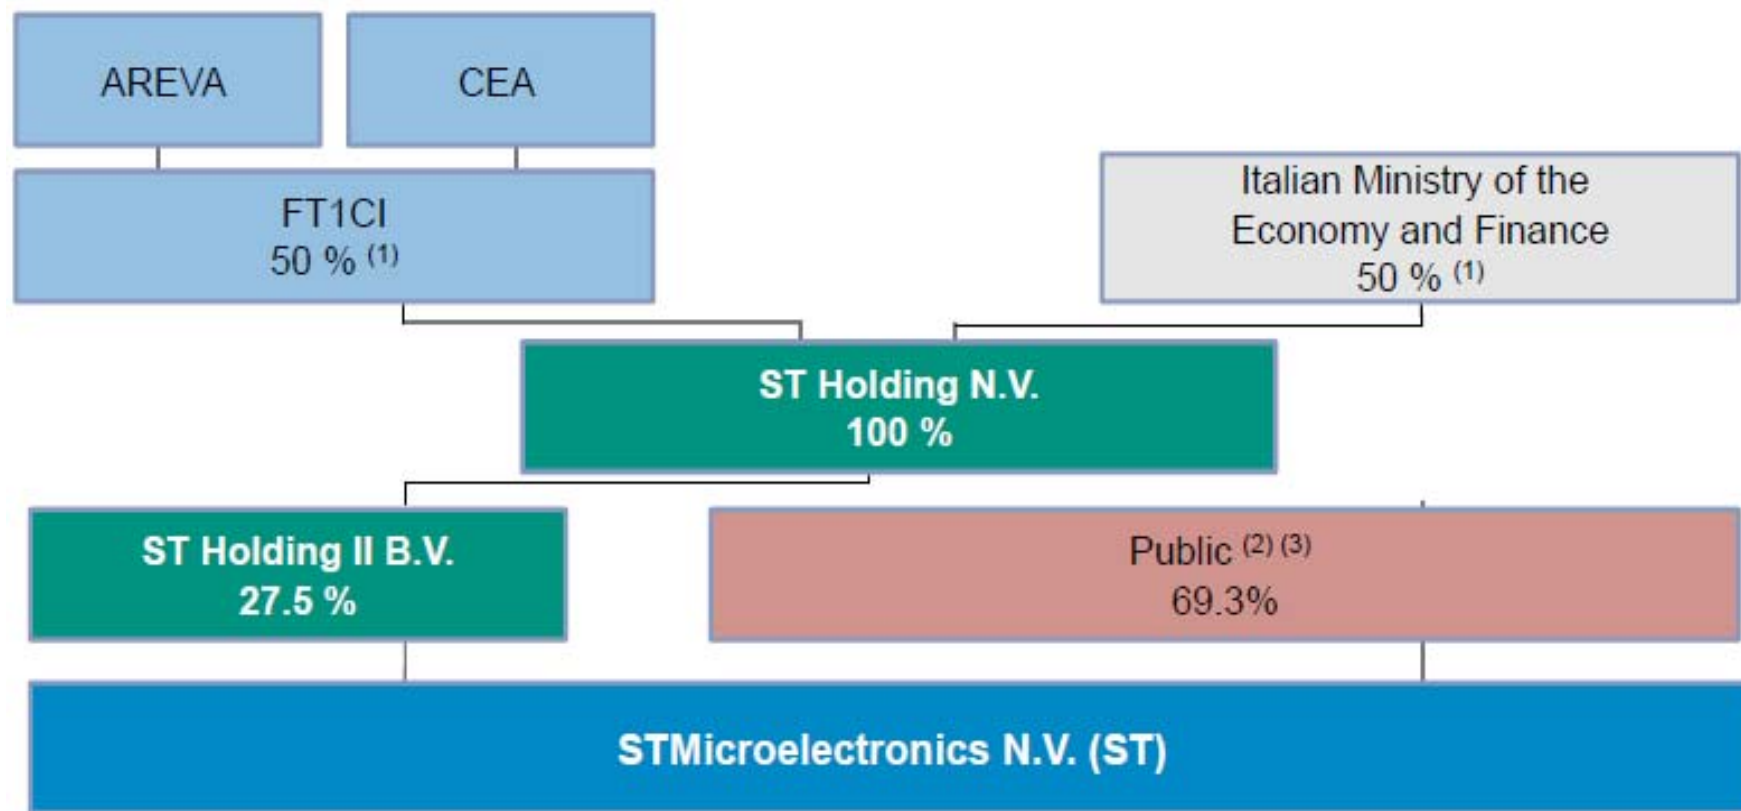 AREVA
CEA
FT1CI
50 % (1)
Italian Ministry of the
Economy and Finance
50 % (1)
ST Holding N.V.
100 %
ST Holding II B.V.
27.5 %
Public (2) (3)
69.3%
STMicroelectronics N.V. (ST)